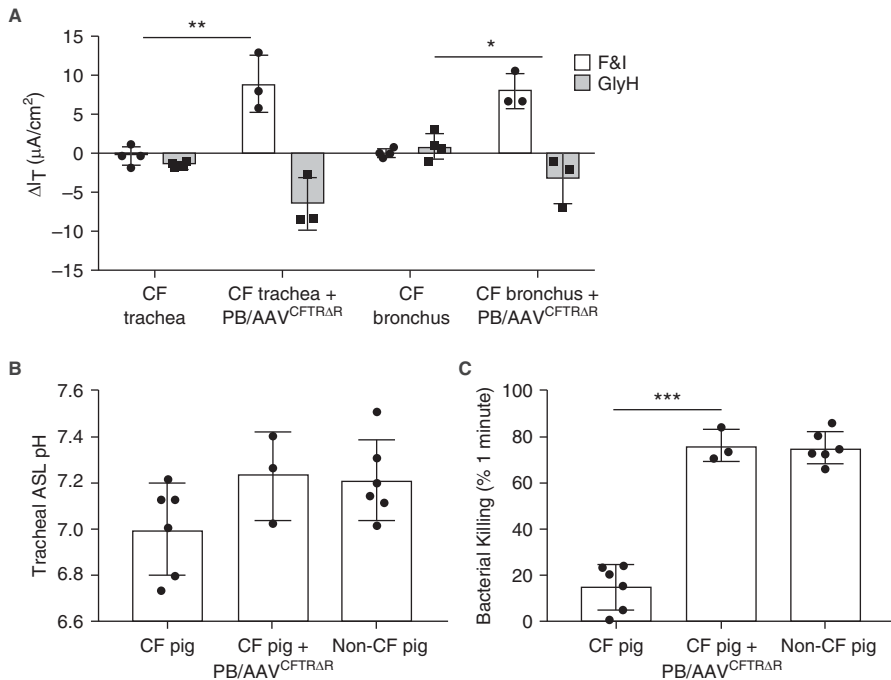 A
**
*
F&I
GlyH
ΔI_T (μA/cm²)
15
10
5
0
−5
−10
−15
CF
trachea
CF trachea +
PB/AAV^CFTRΔR
CF
bronchus
CF bronchus +
PB/AAV^CFTRΔR
B
Tracheal ASL pH
7.6
7.4
7.2
7.0
6.8
6.6
CF pig
CF pig +
PB/AAV^CFTRΔR
Non-CF pig
C
***
Bacterial Killing (% 1 minute)
100
80
60
40
20
0
CF pig
CF pig +
PB/AAV^CFTRΔR
Non-CF pig